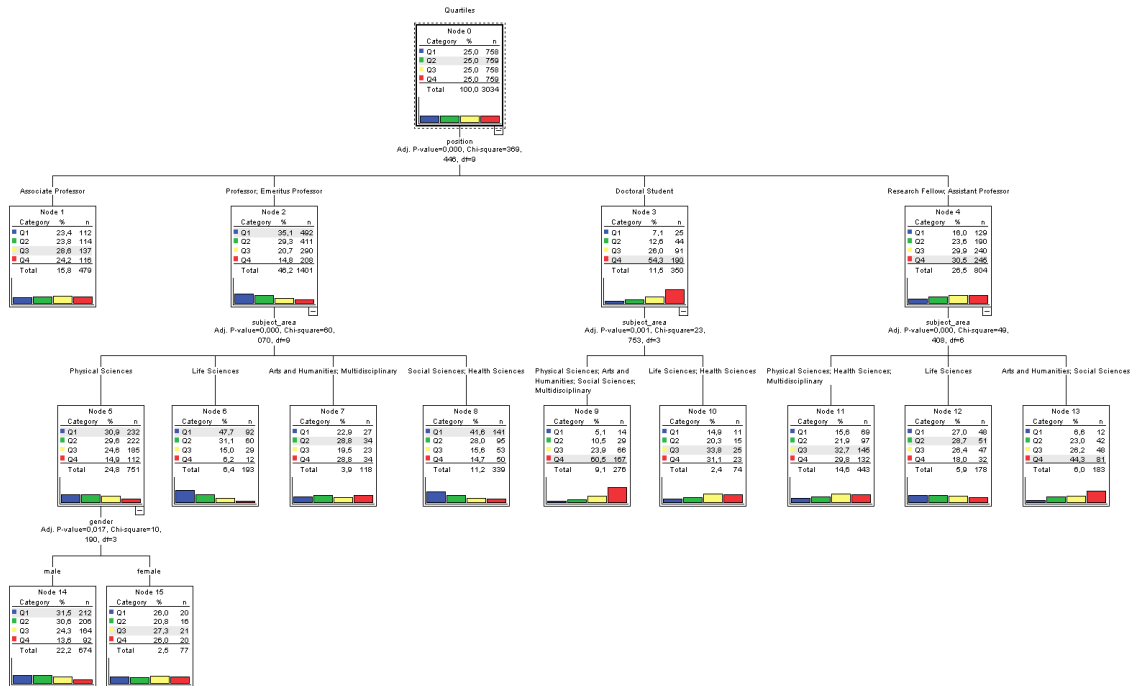 Quartiles
Node 0
Category % n
Q1 25,0 758
Q2 25,0 759
Q3 25,0 758
Q4 25,0 759
Total 100,0 3034
position
Adj. P-value=0,000, Chi-square=369,
446, df=9
Associate Professor
Node 1
Category % n
Q1 23,4 112
Q2 23,8 114
Q3 28,6 137
Q4 24,2 116
Total 15,8 479
Professor; Emeritus Professor
Node 2
Category % n
Q1 35,1 492
Q2 29,3 411
Q3 20,7 290
Q4 14,8 208
Total 46,2 1401
Doctoral Student
Node 3
Category % n
Q1 7,1 25
Q2 12,6 44
Q3 26,0 91
Q4 54,3 190
Total 11,5 350
Research Fellow; Assistant Professor
Node 4
Category % n
Q1 16,0 129
Q2 23,6 190
Q3 29,9 240
Q4 30,5 245
Total 26,5 804
subject_area
Adj. P-value=0,000, Chi-square=60,
070, df=9
subject_area
Adj. P-value=0,001, Chi-square=23,
753, df=3
subject_area
Adj. P-value=0,000, Chi-square=49,
408, df=6
Physical Sciences
Node 5
Category % n
Q1 30,9 232
Q2 29,6 222
Q3 24,6 185
Q4 14,9 112
Total 24,8 751
Life Sciences
Node 6
Category % n
Q1 47,7 92
Q2 31,1 60
Q3 15,0 29
Q4 6,2 12
Total 6,4 193
Arts and Humanities; Multidisciplinary
Node 7
Category % n
Q1 22,9 27
Q2 28,8 34
Q3 19,5 23
Q4 28,8 34
Total 3,9 118
Social Sciences; Health Sciences
Node 8
Category % n
Q1 41,6 141
Q2 28,0 95
Q3 15,6 53
Q4 14,7 50
Total 11,2 339
Physical Sciences; Arts and
Humanities; Social Sciences;
Multidisciplinary
Node 9
Category % n
Q1 5,1 14
Q2 10,5 29
Q3 23,9 66
Q4 60,5 167
Total 9,1 276
Life Sciences; Health Sciences
Node 10
Category % n
Q1 14,9 11
Q2 20,3 15
Q3 33,8 25
Q4 31,1 23
Total 2,4 74
Physical Sciences; Health Sciences;
Multidisciplinary
Node 11
Category % n
Q1 15,6 69
Q2 21,9 97
Q3 32,7 145
Q4 29,8 132
Total 14,6 443
Life Sciences
Node 12
Category % n
Q1 27,0 48
Q2 28,7 51
Q3 26,4 47
Q4 18,0 32
Total 5,9 178
Arts and Humanities; Social Sciences
Node 13
Category % n
Q1 6,6 12
Q2 23,0 42
Q3 26,2 48
Q4 44,3 81
Total 6,0 183
gender
Adj. P-value=0,017, Chi-square=10,
190, df=3
male
Node 14
Category % n
Q1 31,5 212
Q2 30,6 206
Q3 24,3 164
Q4 13,6 92
Total 22,2 674
female
Node 15
Category % n
Q1 26,0 20
Q2 20,8 16
Q3 27,3 21
Q4 26,0 20
Total 2,5 77